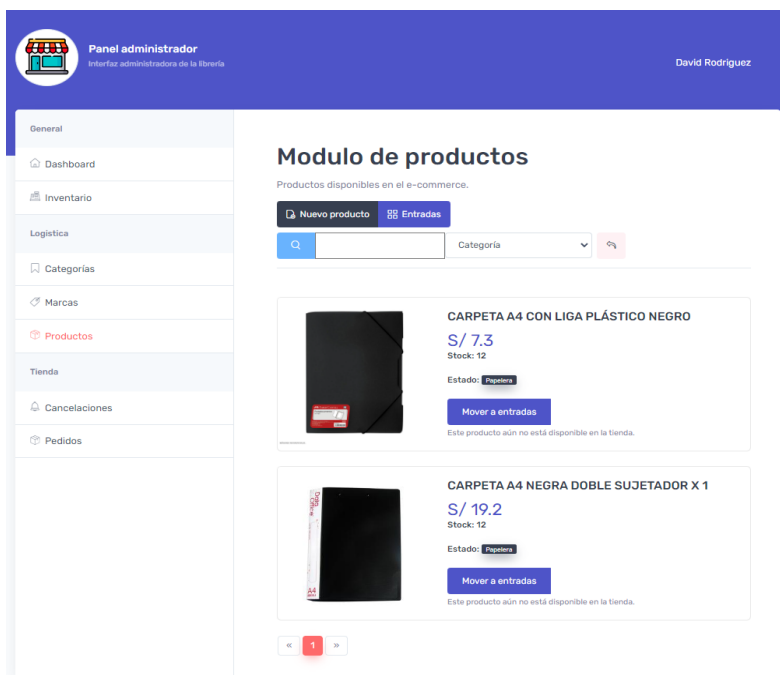 Panel administrador
Interfaz administradora de la librería
David Rodriguez
General
Dashboard
Inventario
Logística
Categorías
Marcas
Productos
Tienda
Cancelaciones
Pedidos
Modulo de productos
Productos disponibles en el e-commerce.
Nuevo producto
Entradas
Categoría
CARPETA A4 CON LIGA PLÁSTICO NEGRO
S/ 7.3
Stock: 12
Estado: Papelera
Mover a entradas
Este producto aún no está disponible en la tienda.
CARPETA A4 NEGRA DOBLE SUJETADOR X 1
S/ 19.2
Stock: 12
Estado: Papelera
Mover a entradas
Este producto aún no está disponible en la tienda.
A4
« 1 »